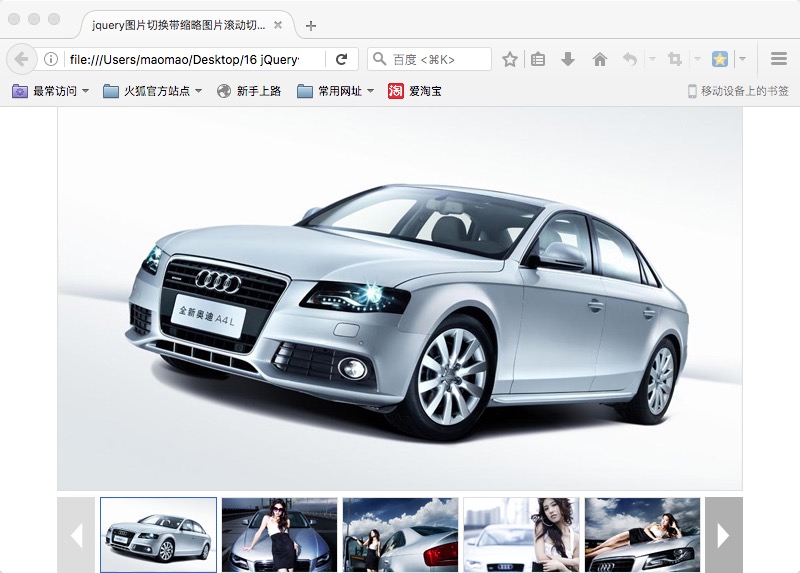 jquery图片切换带缩略图片滚动切...
file:///Users/maomao/Desktop/16 jQuery
百度 <⌘K>
最常访问
火狐官方站点
新手上路
常用网址
淘
爱淘宝
移动设备上的书签
全新奥迪 A4L